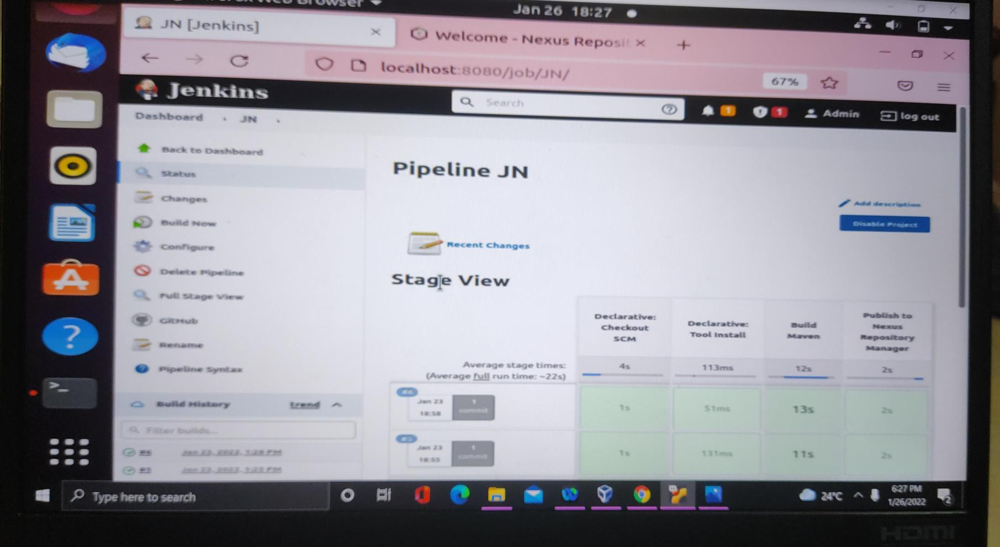 Web Browser
Jan 26 18:27
JN [Jenkins]
Welcome - Nexus Reposit
localhost:8080/job/JN/
67%
Jenkins
Search
1
1
Admin
log out
Dashboard
JN
Back to Dashboard
Status
Changes
Build Now
Configure
Delete Pipeline
Full Stage View
GitHub
Rename
Pipeline Syntax
Build History
trend
Filter builds...
#6 Jan 23, 2022, 1:28 PM
#5 Jan 23, 2022, 1:25 PM
Pipeline JN
Add description
Disable Project
Recent Changes
Stage View
Declarative:
Checkout
SCM
Declarative:
Tool Install
Build
Maven
Publish to
Nexus
Repository
Manager
Average stage times:
(Average full run time: ~22s)
4s
113ms
12s
2s
#6
Jan 23
18:58
1
commit
1s
51ms
13s
2s
#5
Jan 23
18:55
1
commit
1s
131ms
11s
2s
Type here to search
24°C
6:27 PM
1/26/2022
2
HDMI